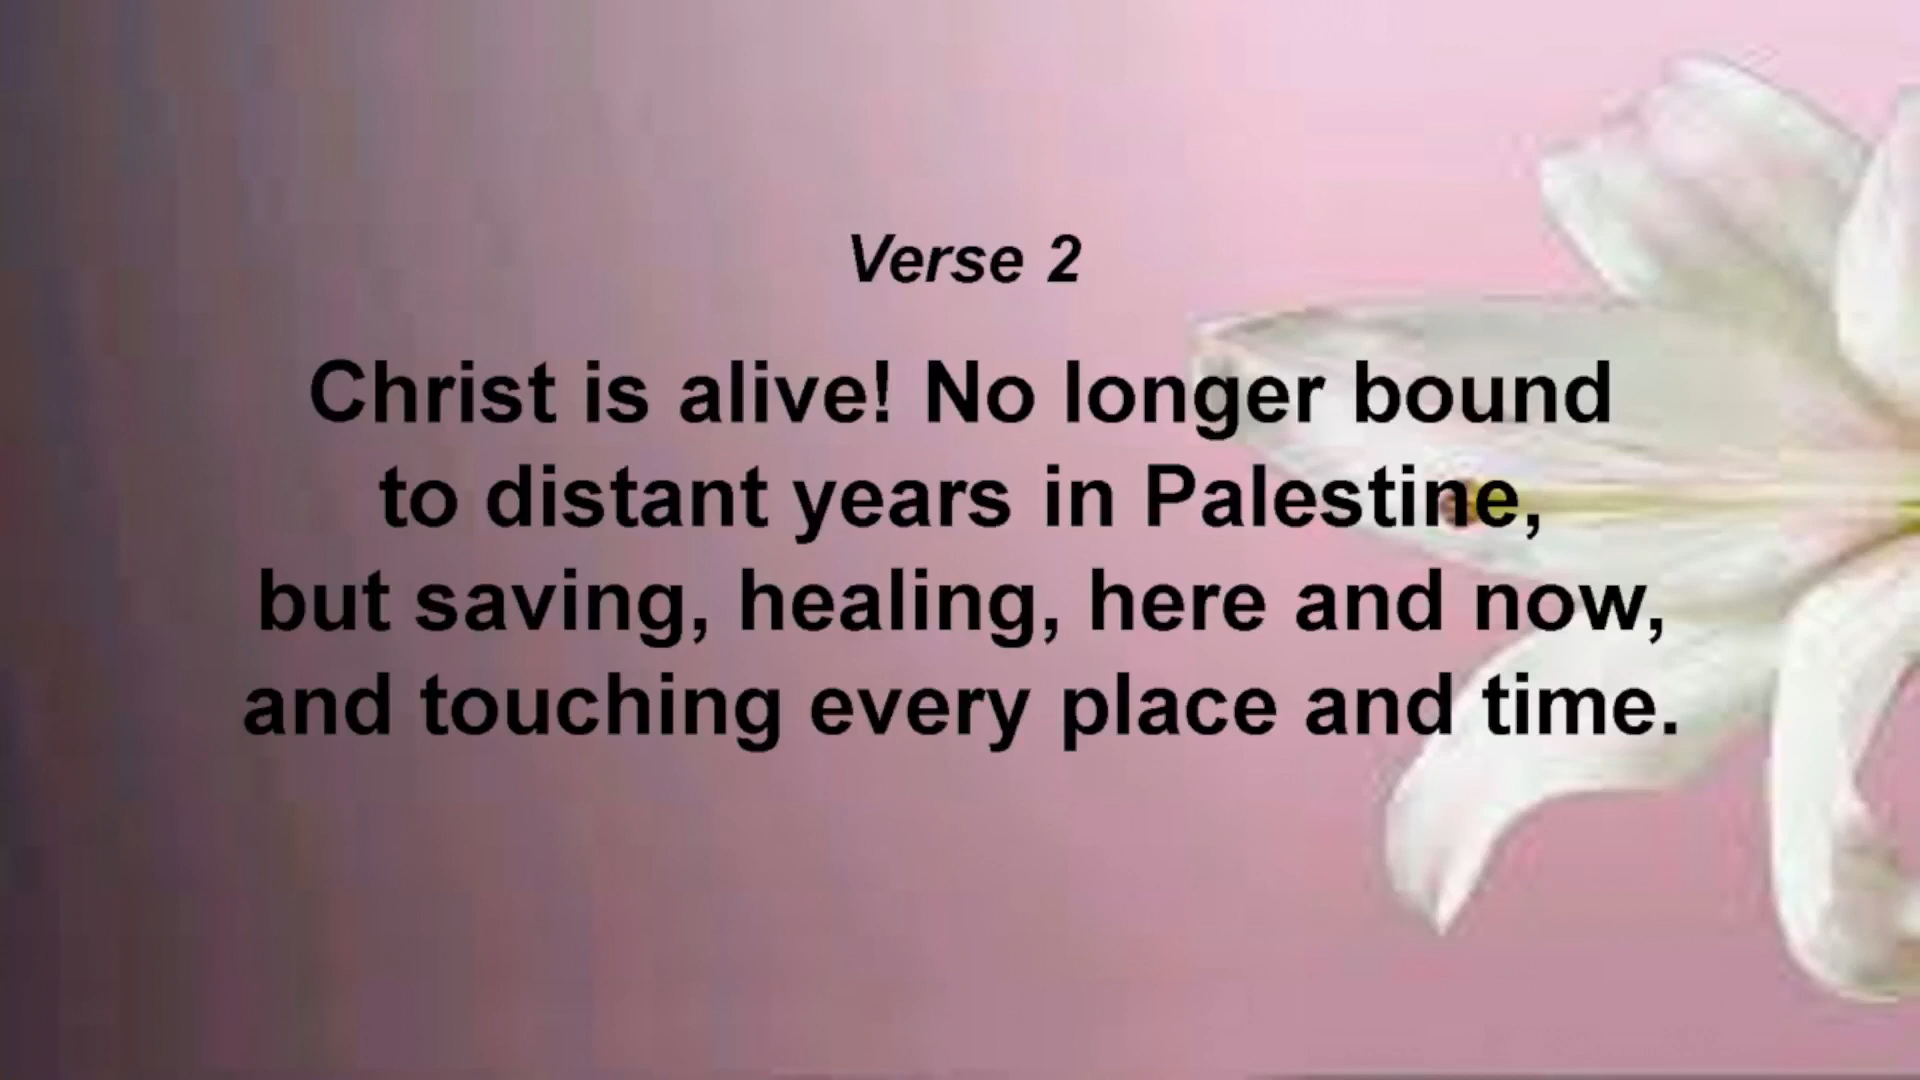 Verse 2
Christ is alive! No longer bound
to distant years in Palestine,
but saving, healing, here and now,
and touching every place and time.